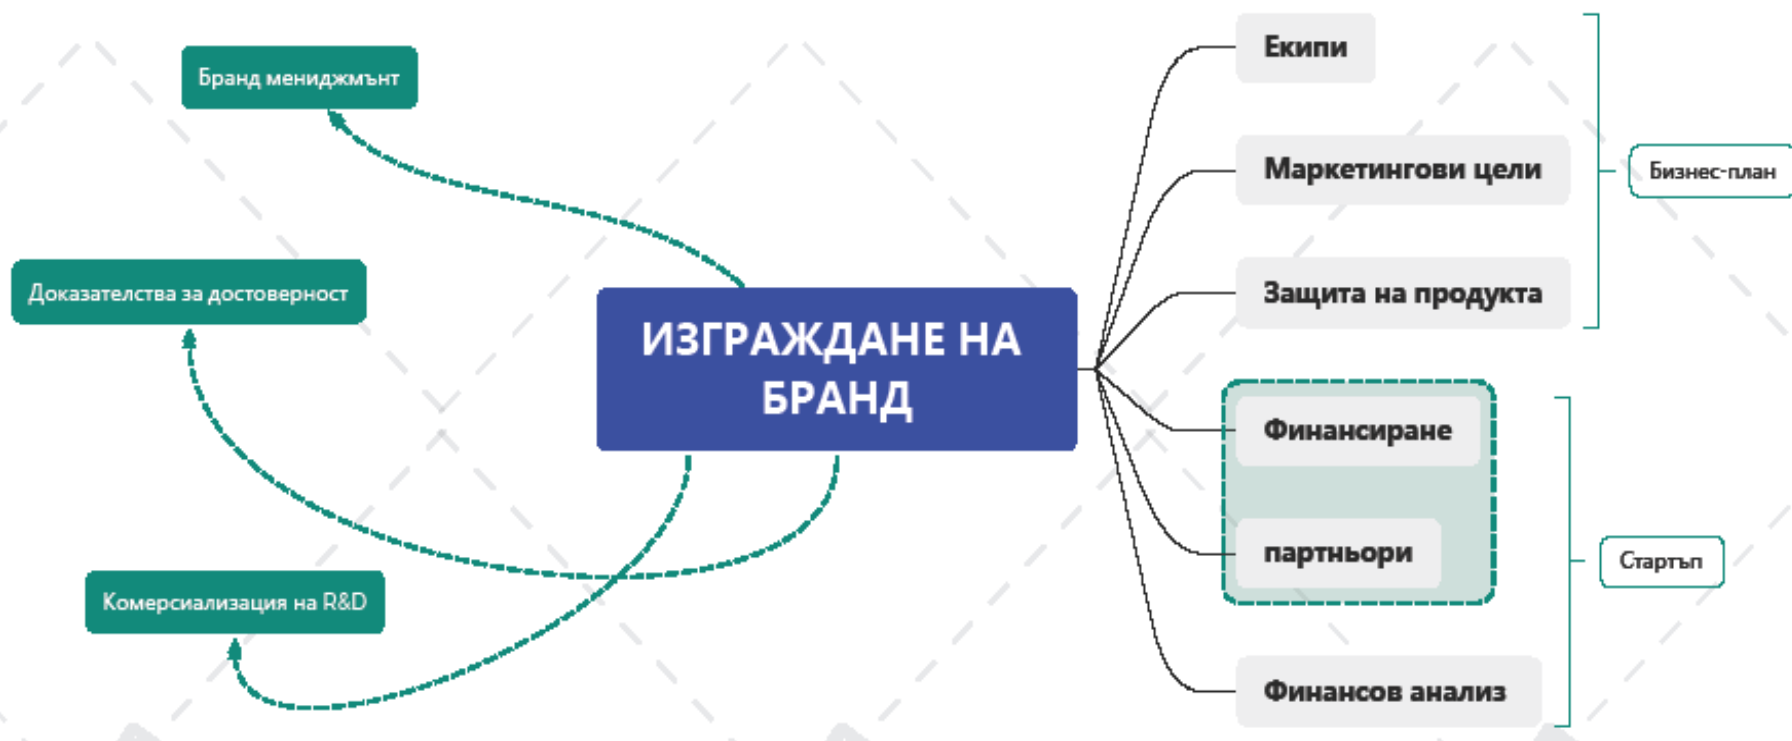 Бранд мениджмънт
Доказателства за достоверност
Комерсиализация на R&D
ИЗГРАЖДАНЕ НА
БРАНД
Екипи
Маркетингови цели
Защита на продукта
Финансиране
партньори
Финансов анализ
Бизнес-план
Стартъп